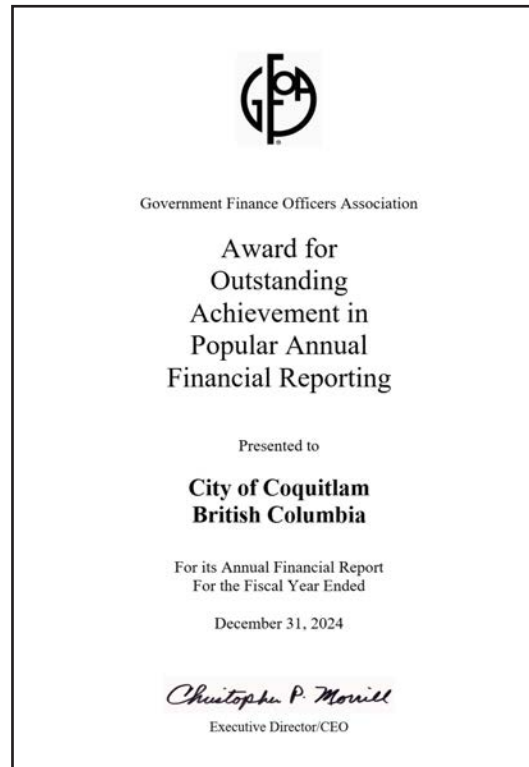 GFOA
Government Finance Officers Association
Award for
Outstanding
Achievement in
Popular Annual
Financial Reporting
Presented to
City of Coquitlam
British Columbia
For its Annual Financial Report
For the Fiscal Year Ended
December 31, 2024
Christopher P. Morrill
Executive Director/CEO